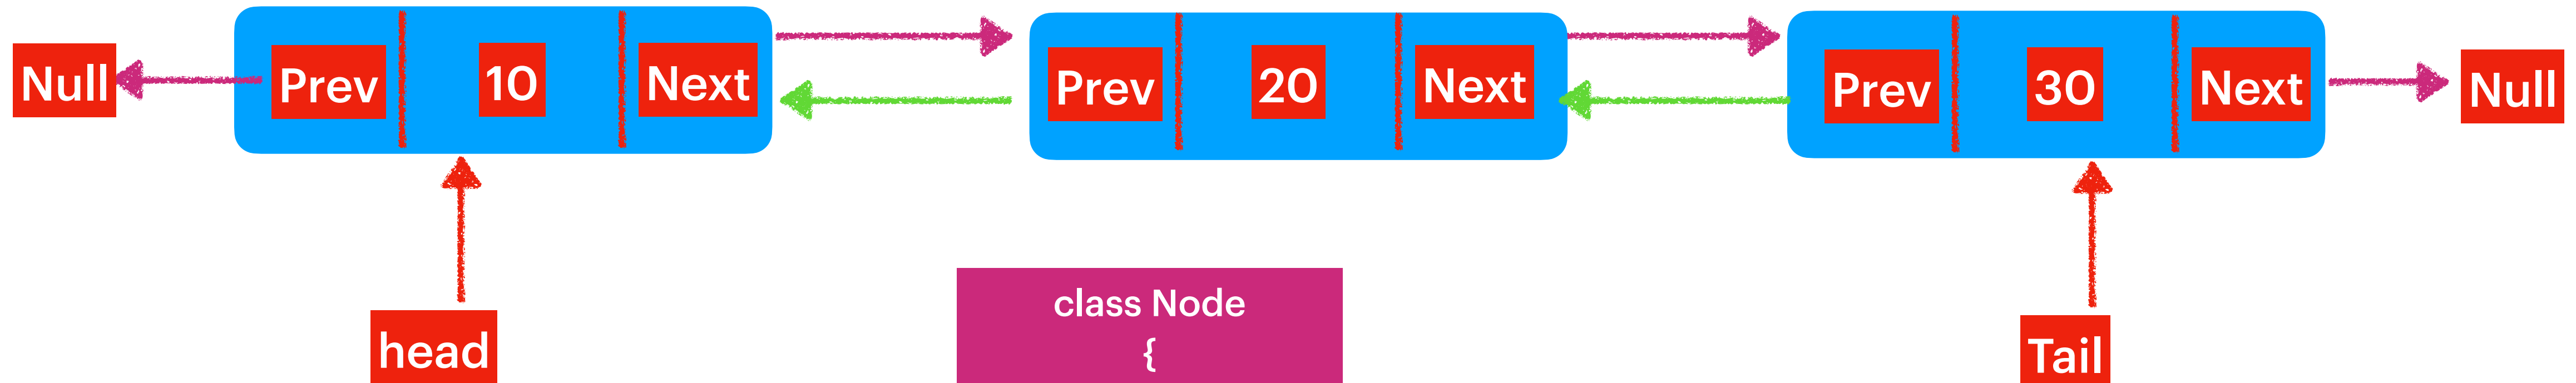 Null
Prev 10 Next
Prev 20 Next
Prev 30 Next
Null
head
class Node
{
Tail